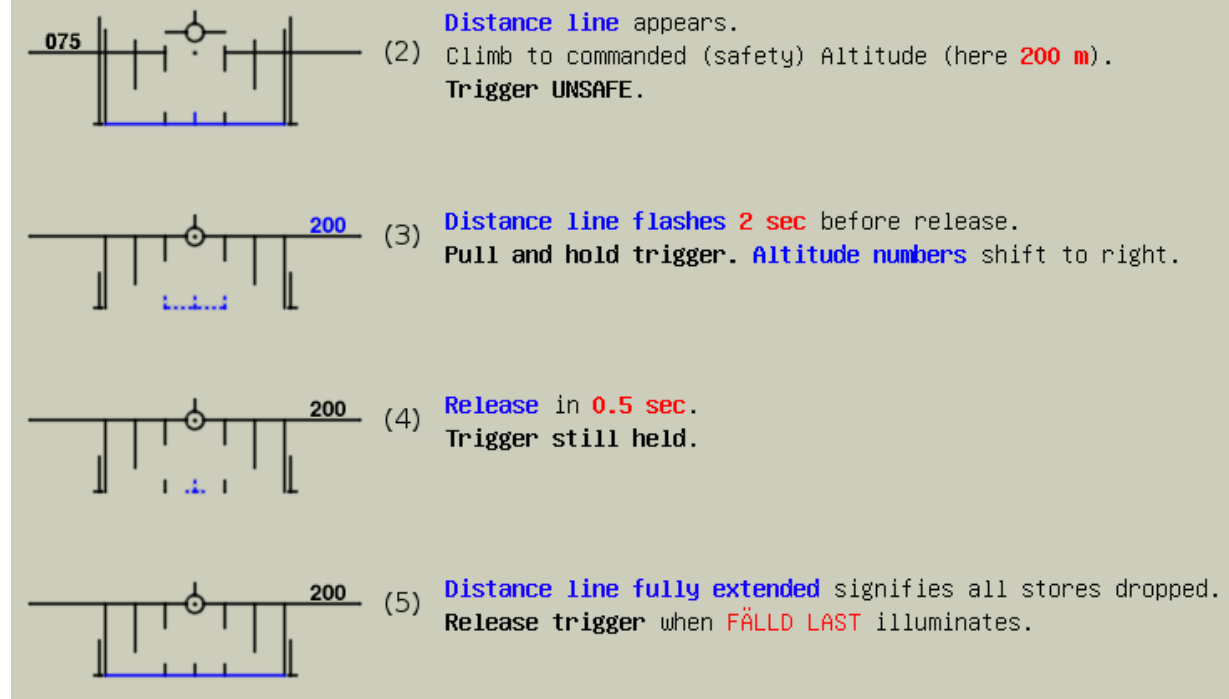 075
(2)
Distance line appears.
Climb to commanded (safety) Altitude (here 200 m).
Trigger UNSAFE.
200
(3)
Distance line flashes 2 sec before release.
Pull and hold trigger. Altitude numbers shift to right.
200
(4)
Release in 0.5 sec.
Trigger still held.
200
(5)
Distance line fully extended signifies all stores dropped.
Release trigger when FÄLLD LAST illuminates.